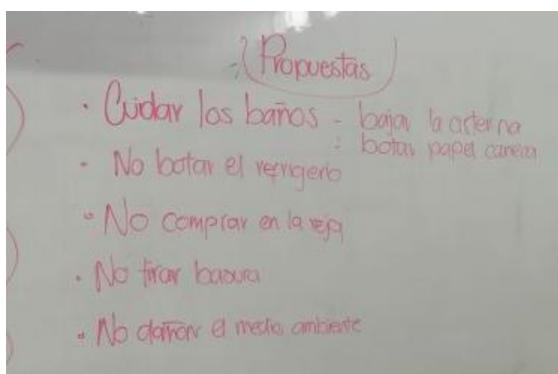 Propuestas
• Cuidar los baños - bajar la cisterna
: botar papel caneca
• No botar el refrigerio
• No comprar en la reja
• No tirar basura
• No dañar el medio ambiente